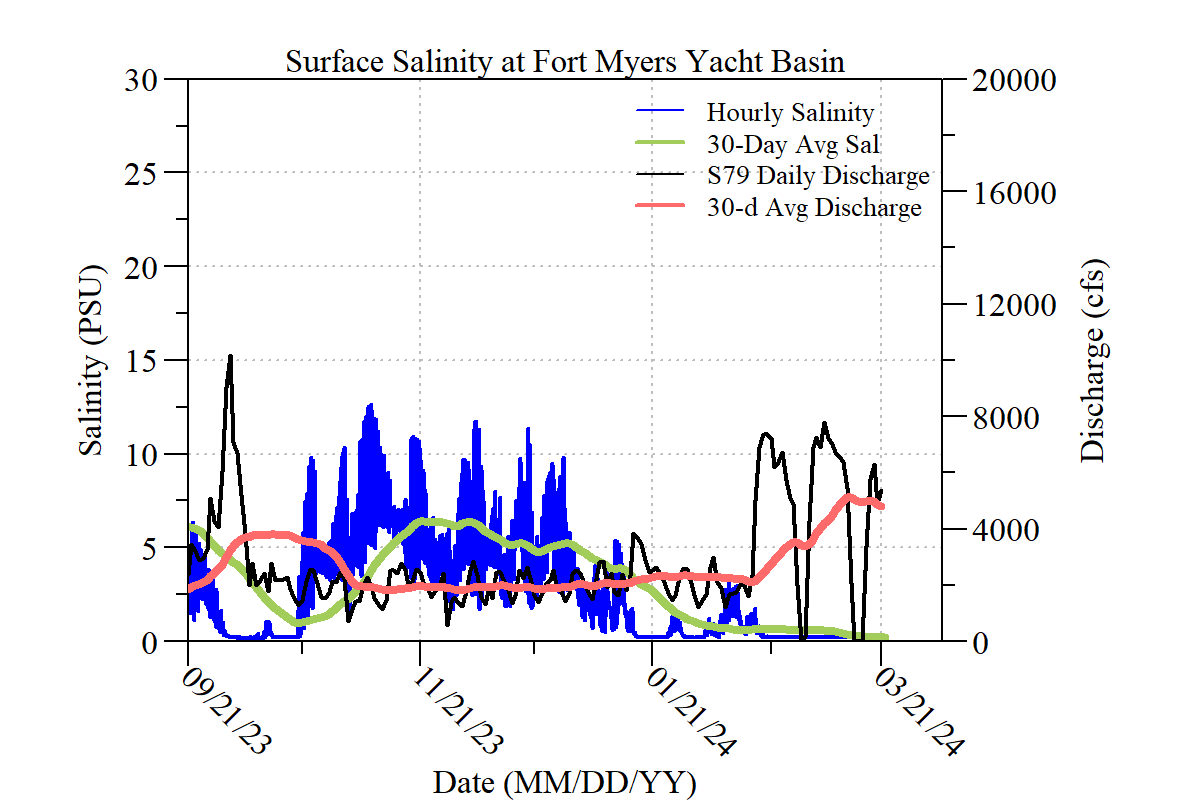 Surface Salinity at Fort Myers Yacht Basin
30
25
20
15
10
5
0
Salinity (PSU)
Hourly Salinity
30-Day Avg Sal
S79 Daily Discharge
30-d Avg Discharge
20000
16000
12000
8000
4000
0
Discharge (cfs)
09/21/23
11/21/23
01/21/24
03/21/24
Date (MM/DD/YY)